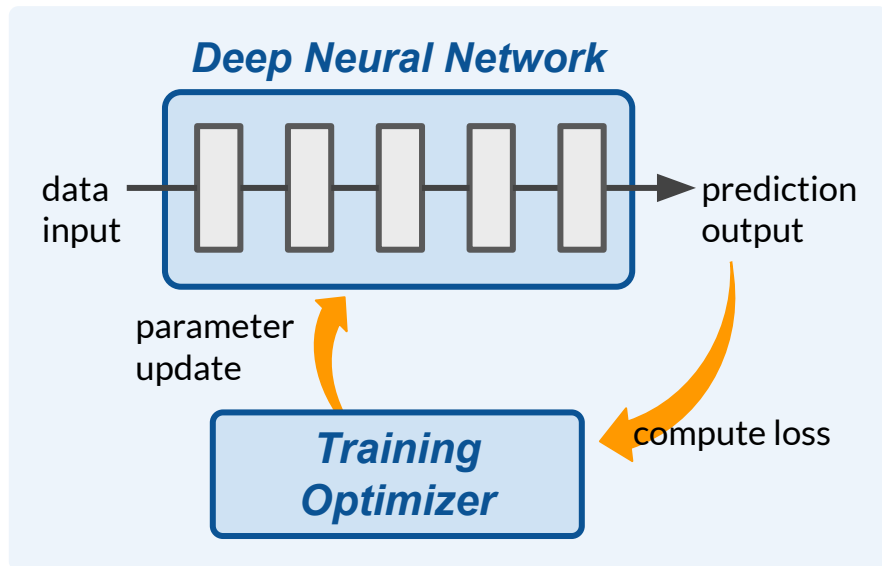 Deep Neural Network
data
input
prediction
output
parameter
update
compute loss
Training
Optimizer